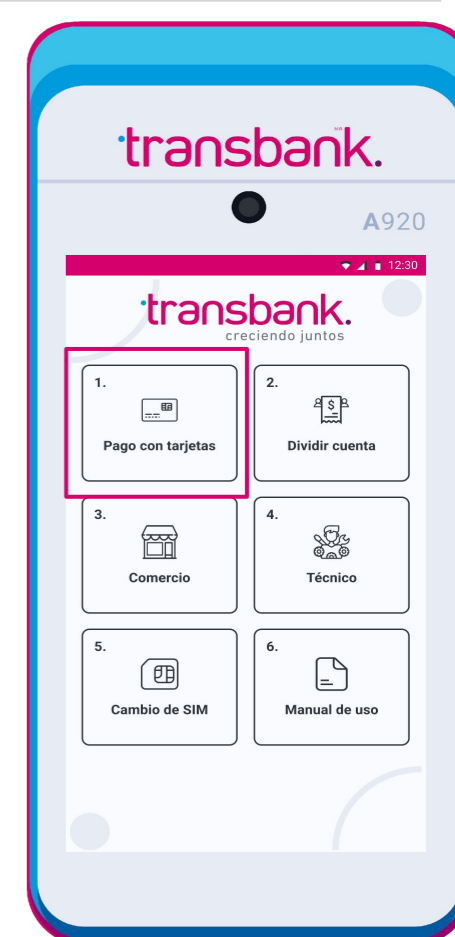 transbank.
A920
12:30
transbank.
creciendo juntos
1.
Pago con tarjetas
2.
Dividir cuenta
3.
Comercio
4.
Técnico
5.
Cambio de SIM
6.
Manual de uso